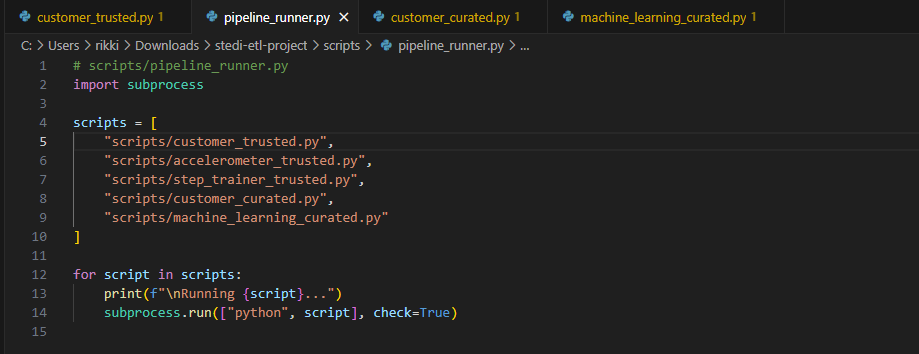 customer_trusted.py 1 pipeline_runner.py customer_curated.py 1 machine_learning_curated.py 1
C: > Users > rikki > Downloads > stedi-etl-project > scripts > pipeline_runner.py > ...
1 # scripts/pipeline_runner.py
2 import subprocess
3
4 scripts = [
5     "scripts/customer_trusted.py",
6     "scripts/accelerometer_trusted.py",
7     "scripts/step_trainer_trusted.py",
8     "scripts/customer_curated.py",
9     "scripts/machine_learning_curated.py"
10 ]
11
12 for script in scripts:
13     print(f"\nRunning {script}...")
14     subprocess.run(["python", script], check=True)
15